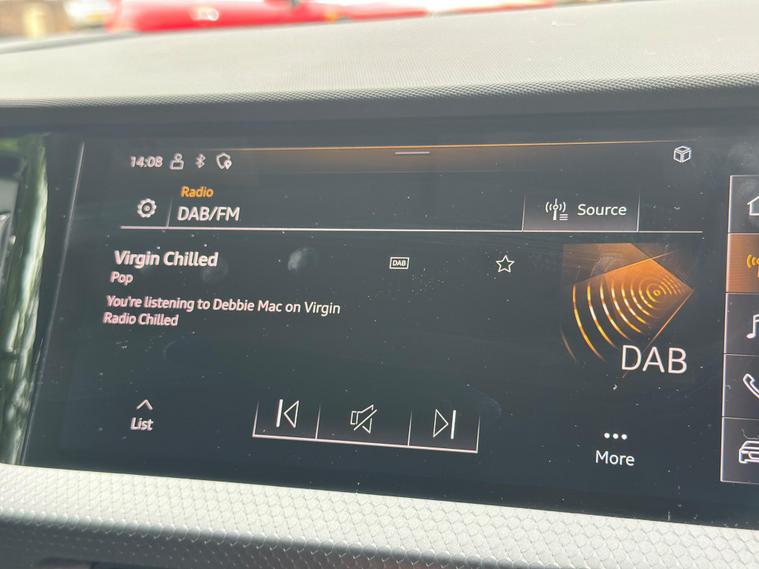 14:08
Radio
DAB/FM
Source
Virgin Chilled
DAB
Pop
You're listening to Debbie Mac on Virgin
Radio Chilled
DAB
List
More